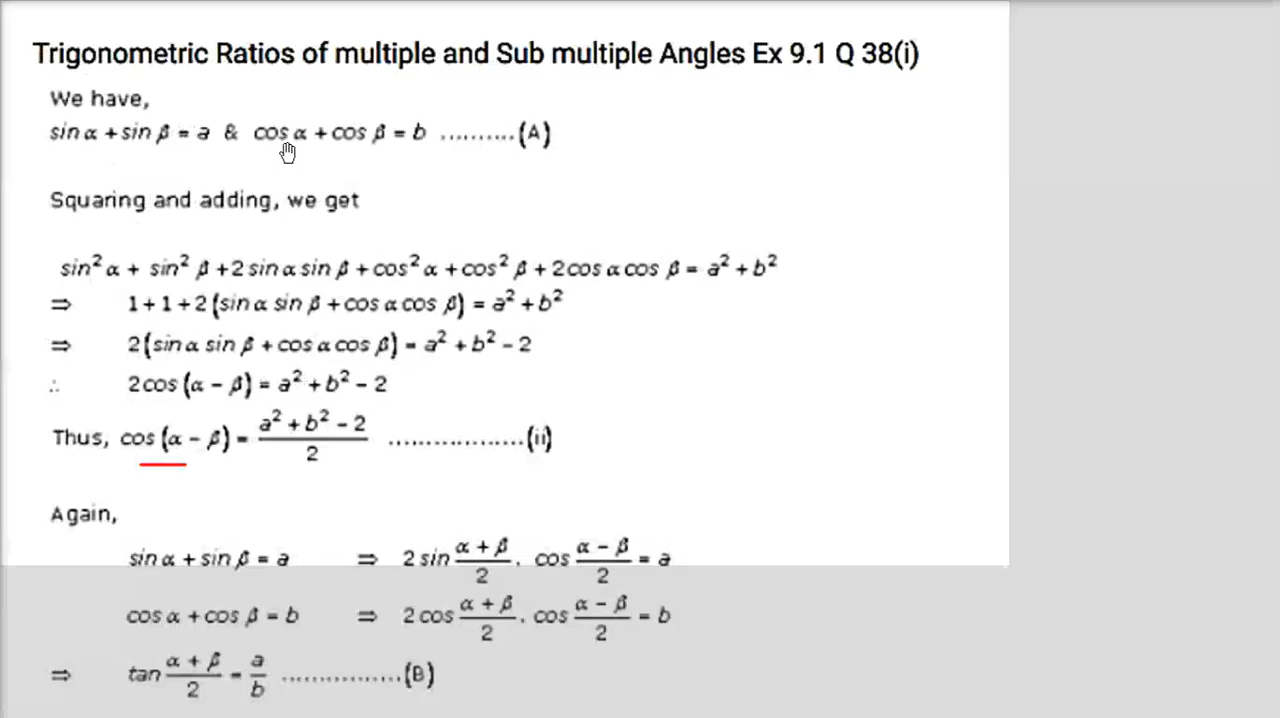 Trigonometric Ratios of multiple and Sub multiple Angles Ex 9.1 Q 38(i)
We have,
sin α + sin β = a & cos α + cos β = b ..........(A)
Squaring and adding, we get
sin² α + sin² β + 2 sin α sin β + cos² α + cos² β + 2cos α cos β = a² + b²
⇒ 1 + 1 + 2(sin α sin β + cos α cos β) = a² + b²
⇒ 2(sin α sin β + cos α cos β) = a² + b² - 2
∴ 2cos (α - β) = a² + b² - 2
Thus, cos (α - β) = (a² + b² - 2)/2 ..................(ii)
Again,
sin α + sin β = a ⇒ 2 sin (α + β)/2 . cos (α - β)/2 = a
cos α + cos β = b ⇒ 2 cos (α + β)/2 . cos (α - β)/2 = b
⇒ tan (α + β)/2 = a/b ................(B)